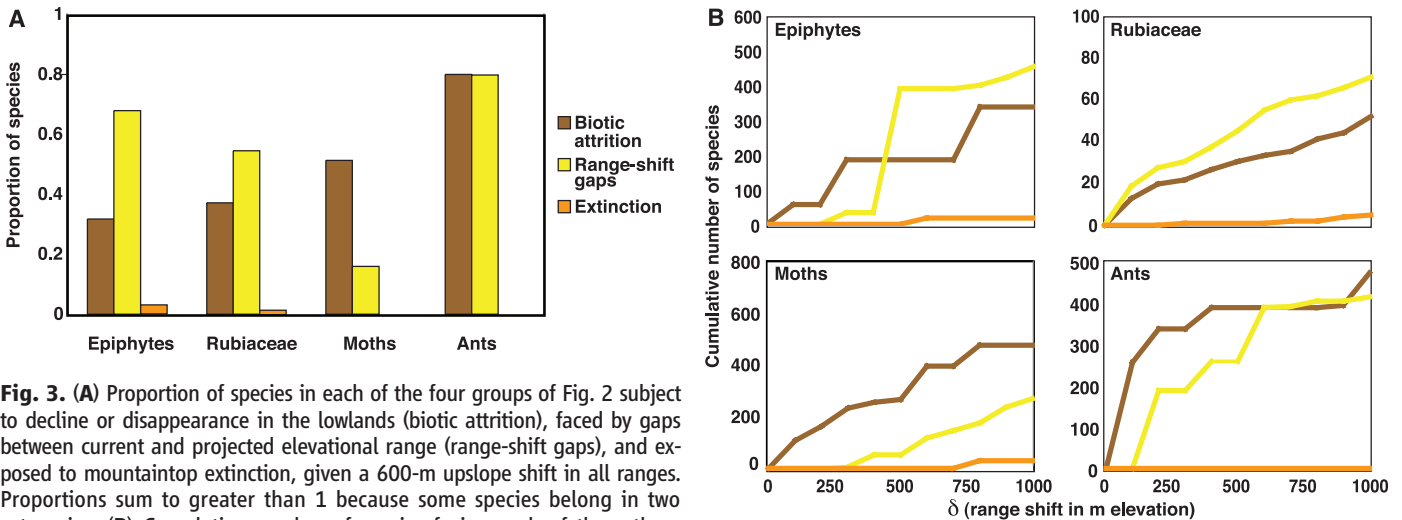 A
1
0.8
0.6
0.4
0.2
0
Proportion of species
Epiphytes
Rubiaceae
Moths
Ants
Biotic
attrition
Range-shift
gaps
Extinction
Fig. 3. (A) Proportion of species in each of the four groups of Fig. 2 subject
to decline or disappearance in the lowlands (biotic attrition), faced by gaps
between current and projected elevational range (range-shift gaps), and ex-
posed to mountaintop extinction, given a 600-m upslope shift in all ranges.
Proportions sum to greater than 1 because some species belong in two
B
Cumulative number of species
Epiphytes
600
500
400
300
200
100
0
Rubiaceae
100
80
60
40
20
0
Moths
800
600
400
200
0
0 250 500 750 1000
Ants
500
400
300
200
100
0
0 250 500 750 1000
δ (range shift in m elevation)